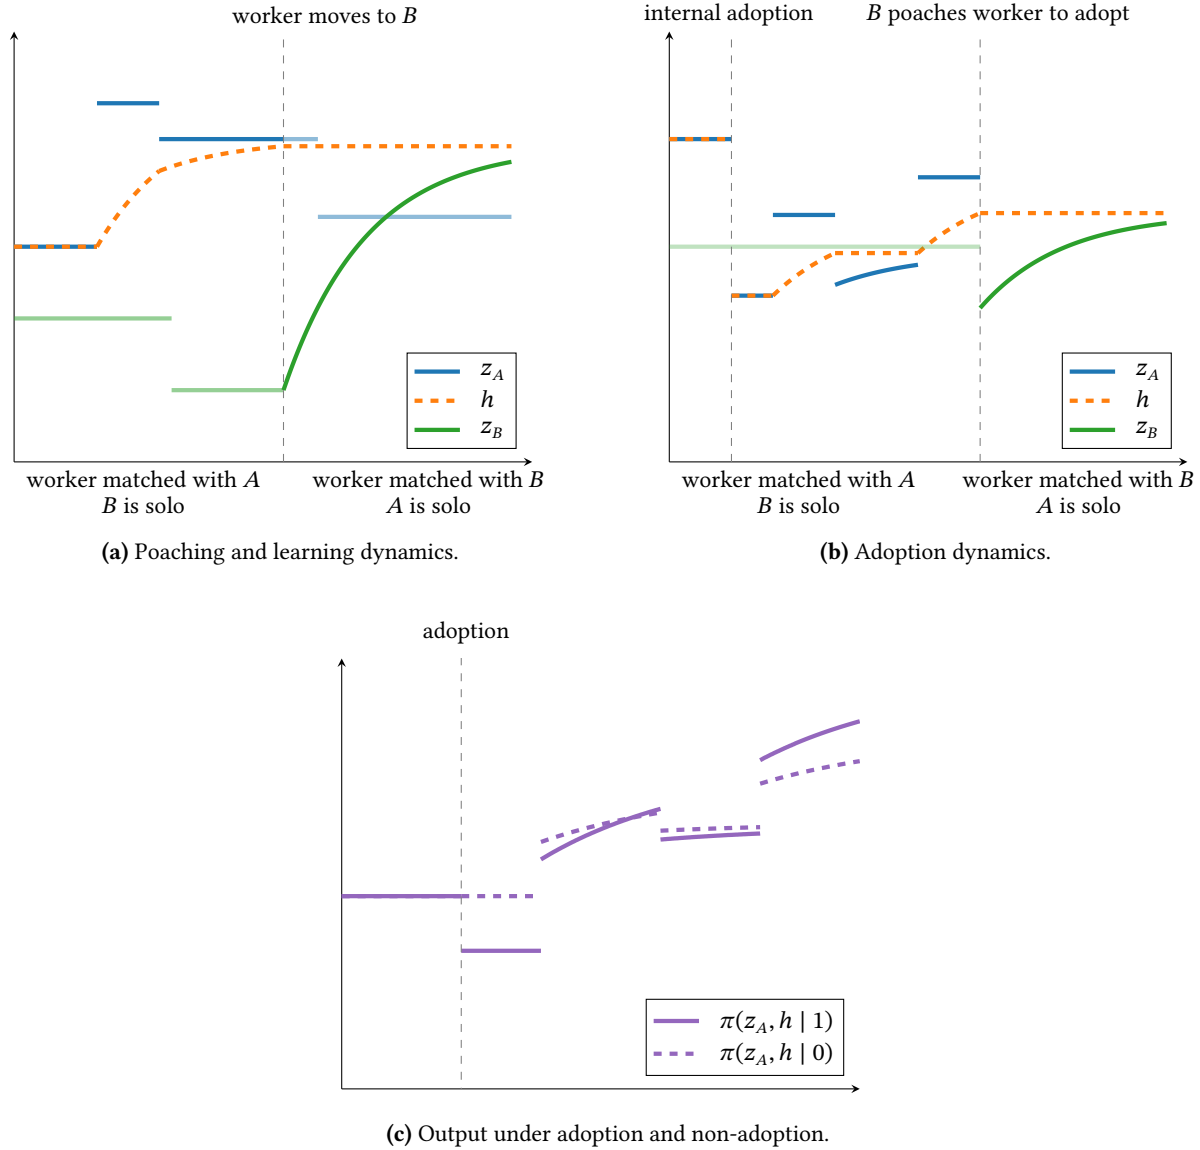 worker moves to B
z_A
h
z_B
worker matched with A
B is solo
worker matched with B
A is solo
(a) Poaching and learning dynamics.
internal adoption
B poaches worker to adopt
z_A
h
z_B
worker matched with A
B is solo
worker matched with B
A is solo
(b) Adoption dynamics.
adoption
π(z_A, h | 1)
π(z_A, h | 0)
(c) Output under adoption and non-adoption.